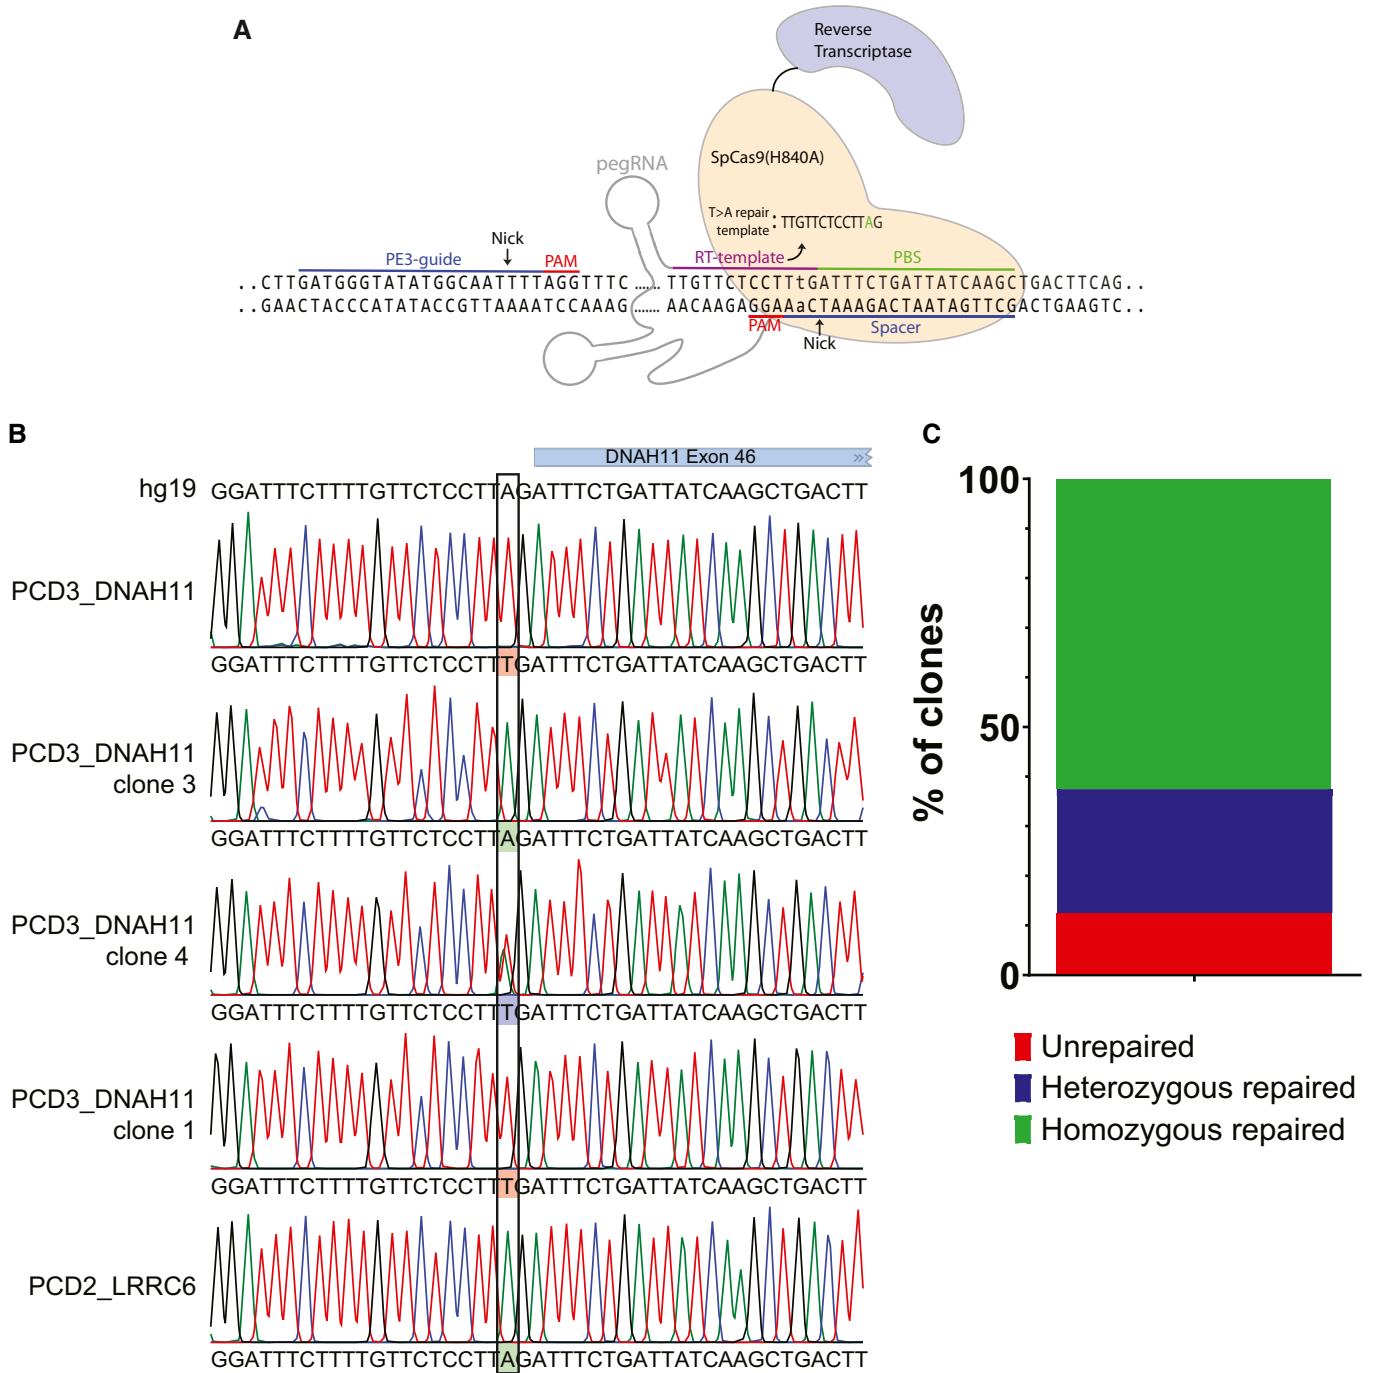 A
Reverse
Transcriptase
SpCas9(H840A)
pegRNA
T>A repair
template
: TTGTTCTCCTTAG
Nick
PE3-guide
PAM
RT-template
PBS
..CTTGATGGGTATATGGCAATTTTAGGTTTC ....... TTGTTCTCCTTtGATTTCTGATTATCAAGCTGACTTCAG..
..GAACTACCCATATACCGTTAAAATCCAAAG ....... AACAAGAGGAAaCTAAAGACTAATAGTTCGACTGAAGTC..
PAM
Nick
Spacer
B
DNAH11 Exon 46
hg19
GGATTTCTTTTGTTCTCCTTAGATTTCTGATTATCAAGCTGACTT
PCD3_DNAH11
GGATTTCTTTTGTTCTCCTTTGATTTCTGATTATCAAGCTGACTT
PCD3_DNAH11
clone 3
GGATTTCTTTTGTTCTCCTTAGATTTCTGATTATCAAGCTGACTT
PCD3_DNAH11
clone 4
GGATTTCTTTTGTTCTCCTTTGATTTCTGATTATCAAGCTGACTT
PCD3_DNAH11
clone 1
GGATTTCTTTTGTTCTCCTTTGATTTCTGATTATCAAGCTGACTT
PCD2_LRRC6
GGATTTCTTTTGTTCTCCTTAGATTTCTGATTATCAAGCTGACTT
C
% of clones
100
50
0
Unrepaired
Heterozygous repaired
Homozygous repaired